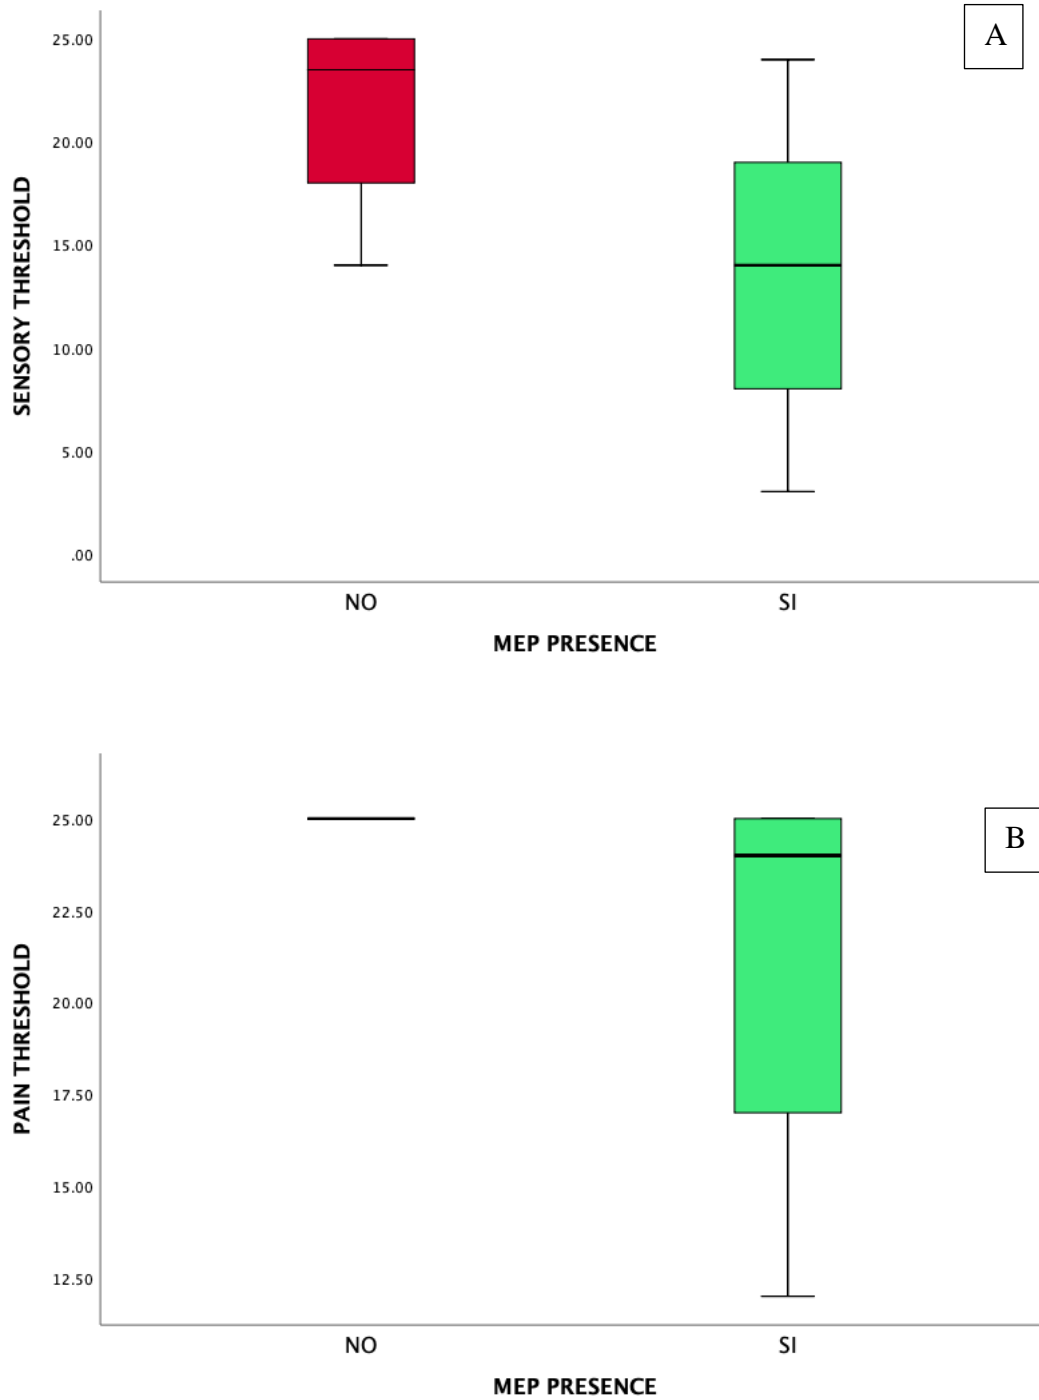 A
25.00
20.00
15.00
10.00
5.00
.00
SENSORY THRESHOLD
NO SI
MEP PRESENCE
B
25.00
22.50
20.00
17.50
15.00
12.50
PAIN THRESHOLD
NO SI
MEP PRESENCE